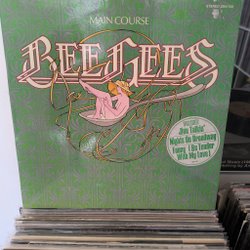 MAIN COURSE
BEE GEES
Jive Talkin'
Nights On Broadway
Fanny (Be Tender
With My Love)